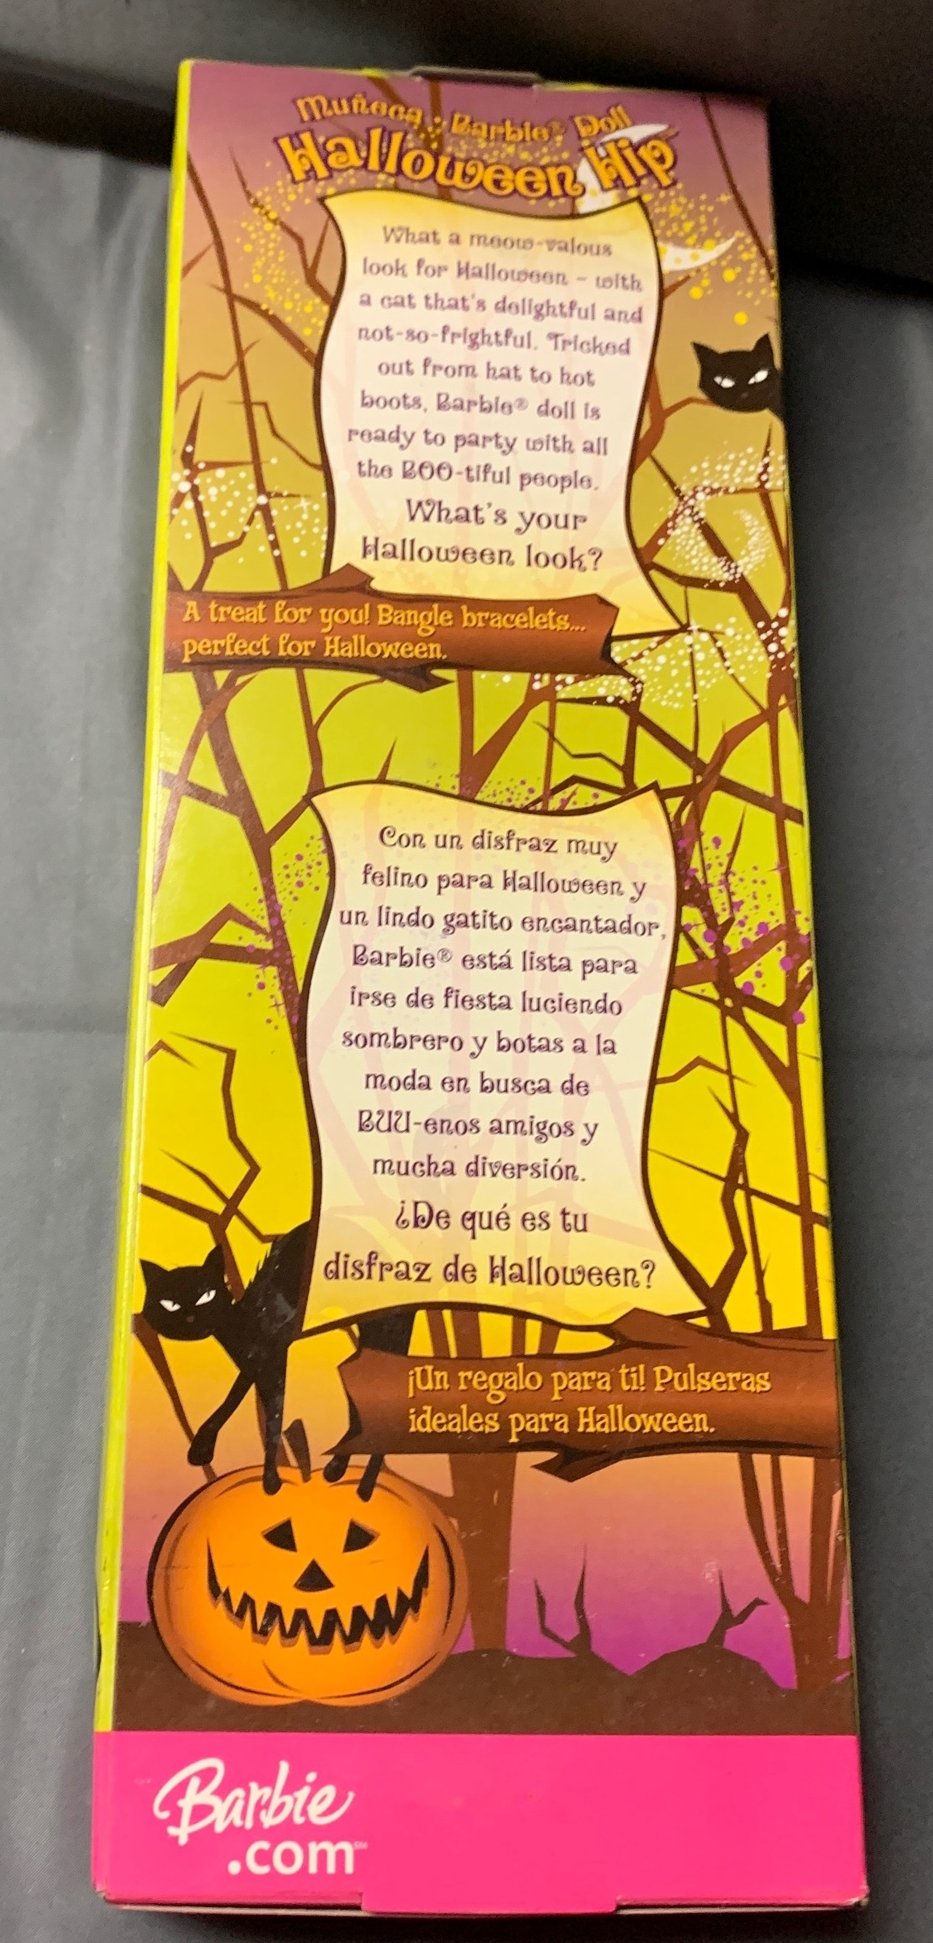 Muñeca • Barbie® Doll
Halloween Hip™
What a meow-valous
look for Halloween – with
a cat that's delightful and
not-so-frightful. Tricked
out from hat to hot
boots, Barbie® doll is
ready to party with all
the BOO-tiful people.
What's your
Halloween look?
A treat for you! Bangle bracelets...
perfect for Halloween.
Con un disfraz muy
felino para Halloween y
un lindo gatito encantador,
Barbie® está lista para
irse de fiesta luciendo
sombrero y botas a la
moda en busca de
BUU-enos amigos y
mucha diversión.
¿De qué es tu
disfraz de Halloween?
¡Un regalo para ti! Pulseras
ideales para Halloween.
Barbie
.com℠